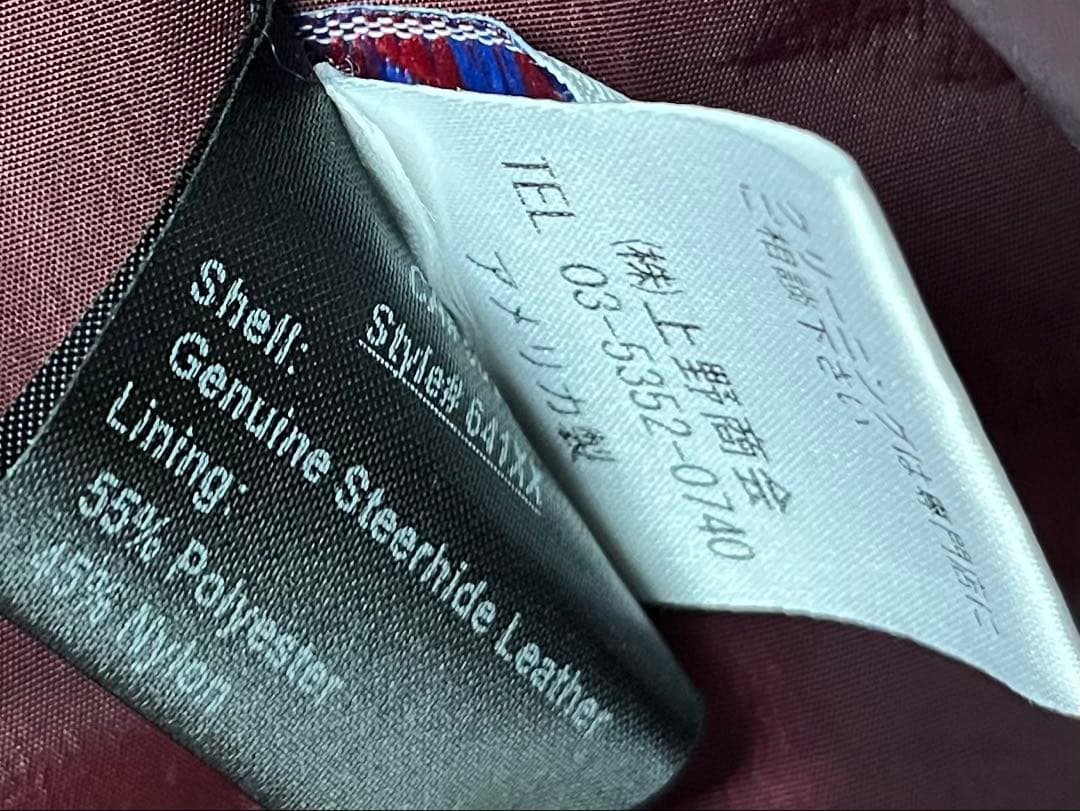 Style# 641XX
Shell:
Genuine Steerhide Leather
Lining:
55% Polyester
45% Nylon
クリーニングは専門店に
ご相談下さい
㈱上野商会
TEL 03-5352-0740
アメリカ製